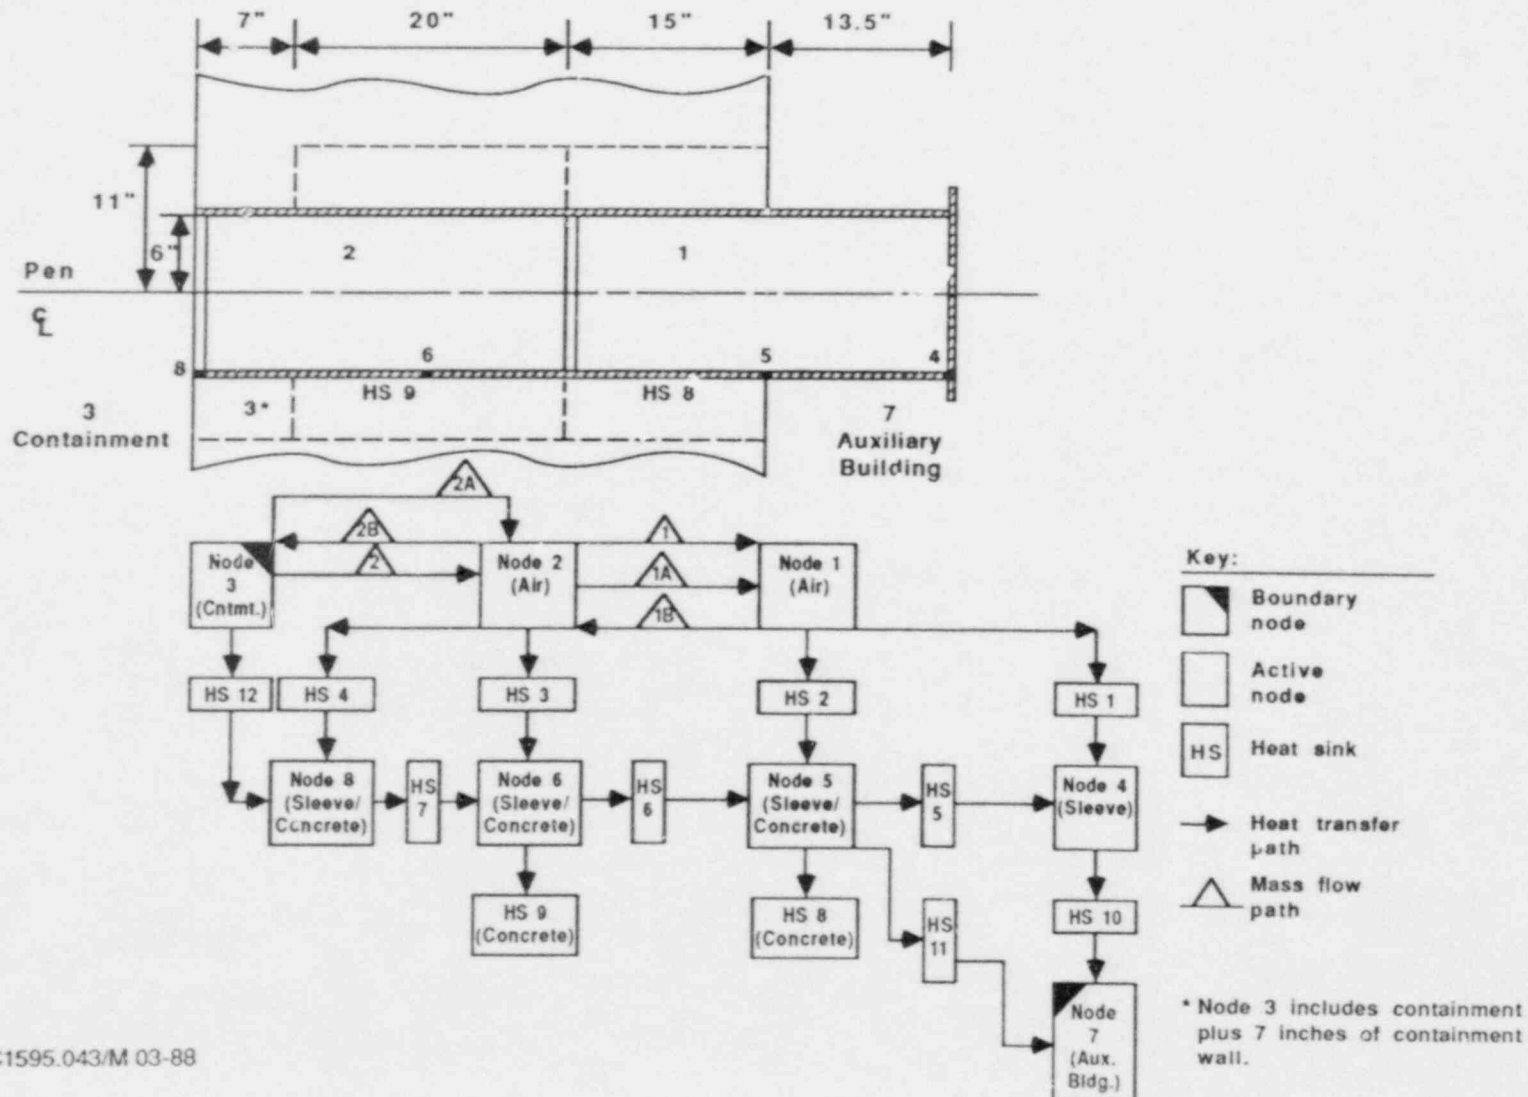 7"
20"
15"
13.5"
11"
6"
2
1
Pen
℄
8
6
5
4
HS 9
HS 8
3
Containment
3*
7
Auxiliary
Building
2A
2B
1
2
1A
1B
Node
3
(Cntmt.)
Node 2
(Air)
Node 1
(Air)
HS 12
HS 4
HS 3
HS 2
HS 1
Node 8
(Sleeve/
Concrete)
HS
7
Node 6
(Sleeve/
Concrete)
HS
6
Node 5
(Sleeve/
Concrete)
HS
5
Node 4
(Sleeve)
HS 9
(Concrete)
HS 8
(Concrete)
HS
11
HS 10
Node
7
(Aux.
Bldg.)
Key:
Boundary
node
Active
node
HS
Heat sink
Heat transfer
path
Mass flow
path
* Node 3 includes containment
plus 7 inches of containment
wall.
1595.043/M 03-88